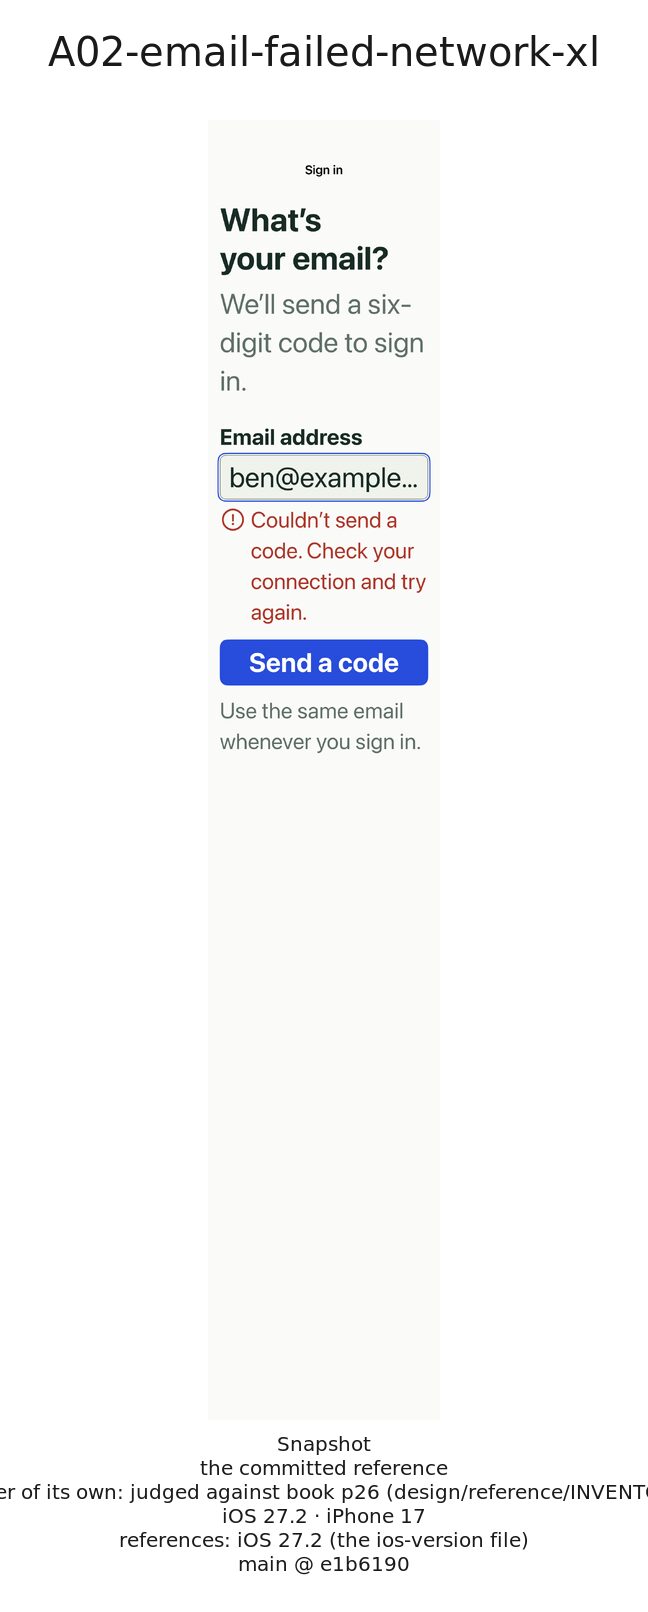 A02-email-failed-network-xl
Sign in
What’s
your email?
We’ll send a six-
digit code to sign
in.
Email address
ben@example…
Couldn’t send a
code. Check your
connection and try
again.
Send a code
Use the same email
whenever you sign in.
Snapshot
the committed reference
of its own: judged against book p26 (design/reference/
iOS 27.2 · iPhone 17
references: iOS 27.2 (the ios-version file)
main @ e1b6190